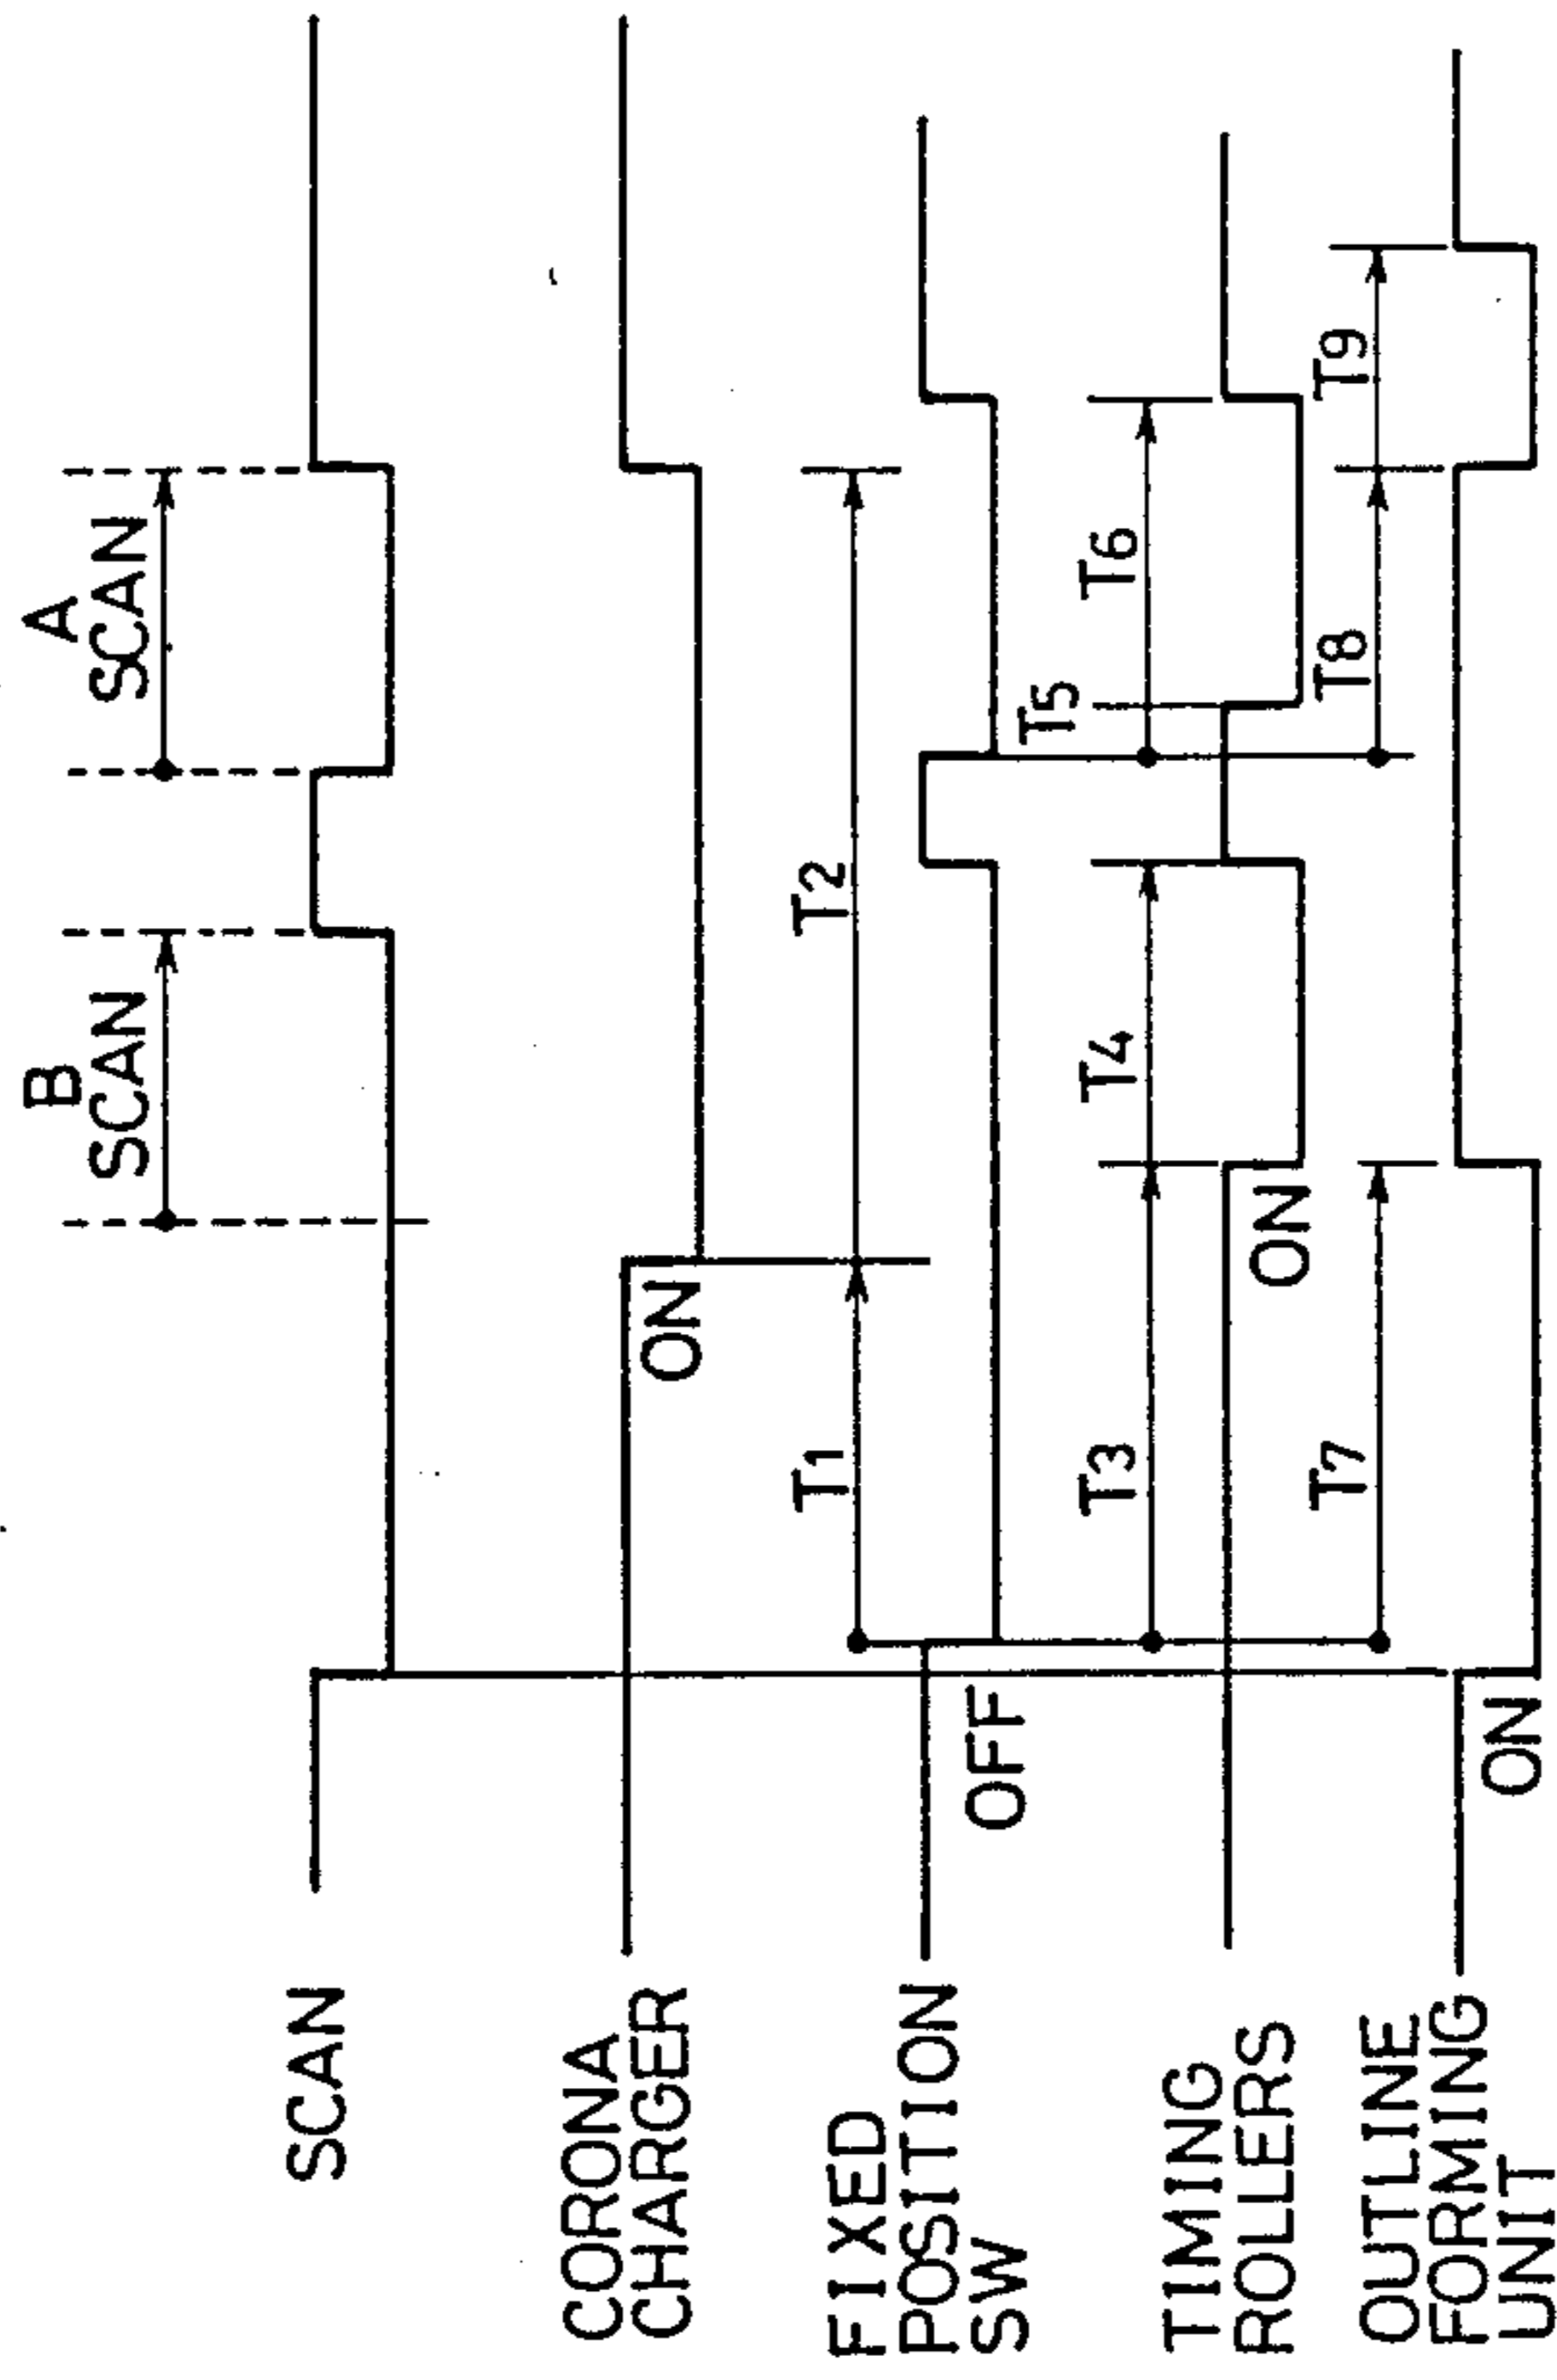 B
SCAN
A
SCAN
SCAN
CORONA
CHARGER
ON
T1
T2
FIXED
POSITION
SW
OFF
T3
T4
T5
T6
TIMING
ROLLERS
ON
T7
T8
T9
OUTLINE
FORMING
UNIT
ON